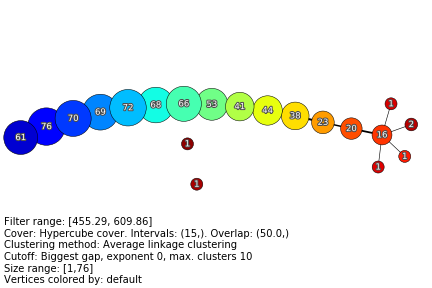 61 76 70 69 72 68 66 53 41 44 38 23 20 16 1 2 1 1
1
1
Filter range: [455.29, 609.86]
Cover: Hypercube cover. Intervals: (15,). Overlap: (50.0,)
Clustering method: Average linkage clustering
Cutoff: Biggest gap, exponent 0, max. clusters 10
Size range: [1,76]
Vertices colored by: default